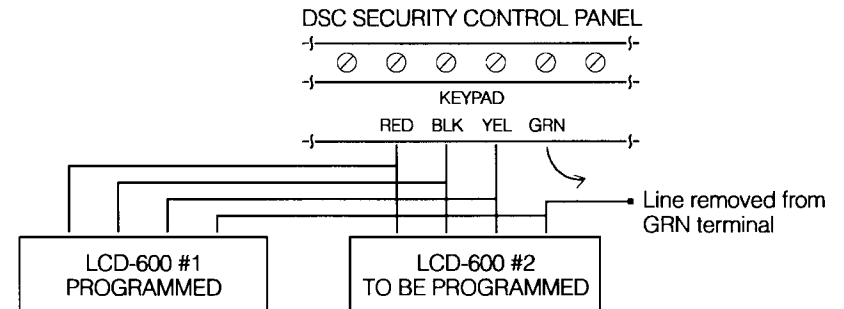 DSC SECURITY CONTROL PANEL
KEYPAD
RED BLK YEL GRN
Line removed from
GRN terminal
LCD-600 #1
PROGRAMMED
LCD-600 #2
TO BE PROGRAMMED